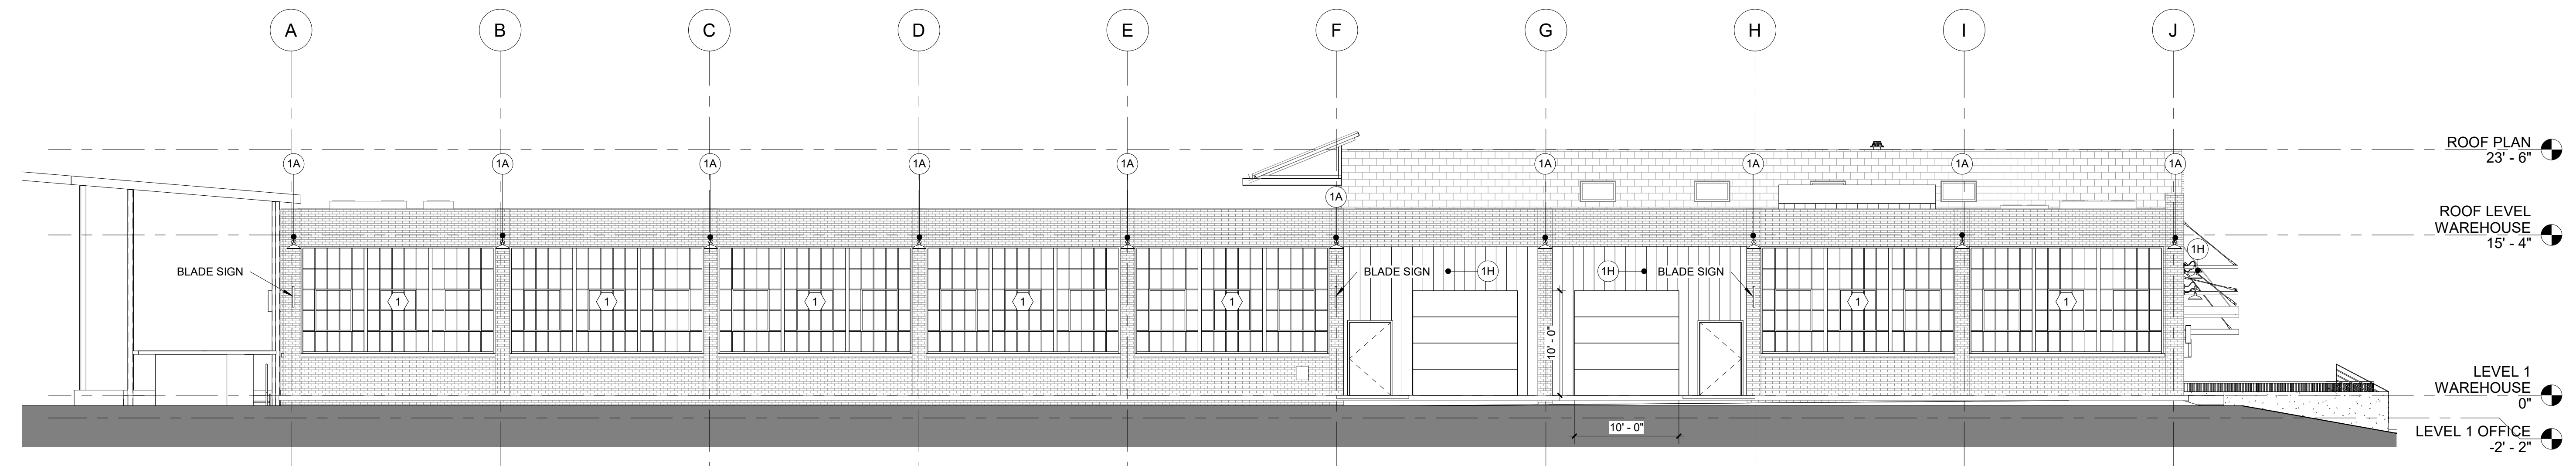 A B C D E F G H I J
ROOF PLAN
23' - 6"
1A 1A 1A 1A 1A 1A 1A 1A 1A
1A
ROOF LEVEL
WAREHOUSE
15' - 4"
1H
BLADE SIGN
BLADE SIGN
1H
1H
BLADE SIGN
1 1 1 1 1 1 1
10' - 0"
LEVEL 1
WAREHOUSE
0"
10' - 0"
LEVEL 1 OFFICE
-2' - 2"